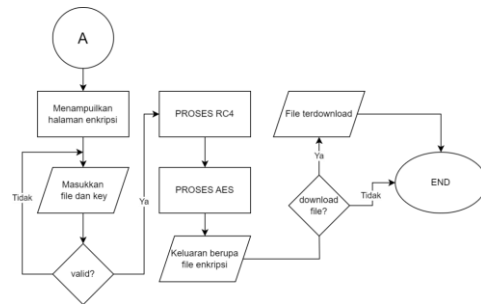 A
Menampuilkan
halaman enkripsi
Masukkan
file dan key
Tidak
valid?
Ya
PROSES RC4
PROSES AES
Keluaran berupa
file enkripsi
File terdownload
Ya
download
file?
Tidak
END